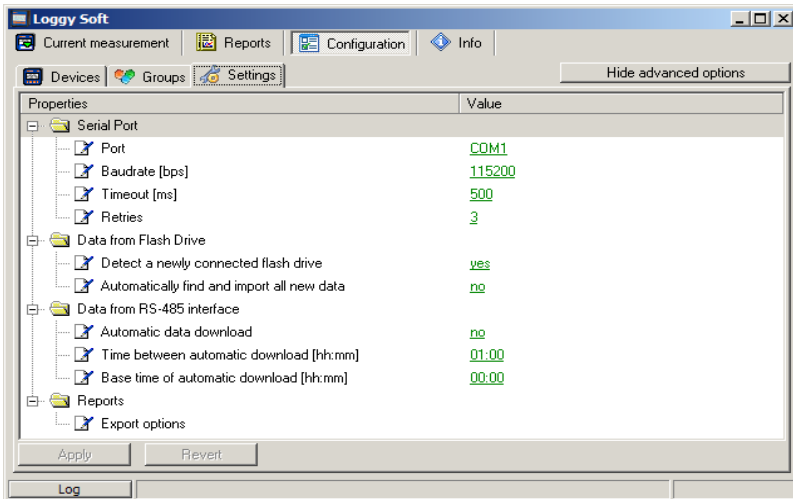 Loggy Soft
Current measurement Reports Configuration Info
Devices Groups Settings Hide advanced options
Properties Value
Serial Port
Port COM1
Baudrate [bps] 115200
Timeout [ms] 500
Retries 3
Data from Flash Drive
Detect a newly connected flash drive yes
Automatically find and import all new data no
Data from RS-485 interface
Automatic data download no
Time between automatic download [hh:mm] 01:00
Base time of automatic download [hh:mm] 00:00
Reports
Export options
Apply Revert
Log